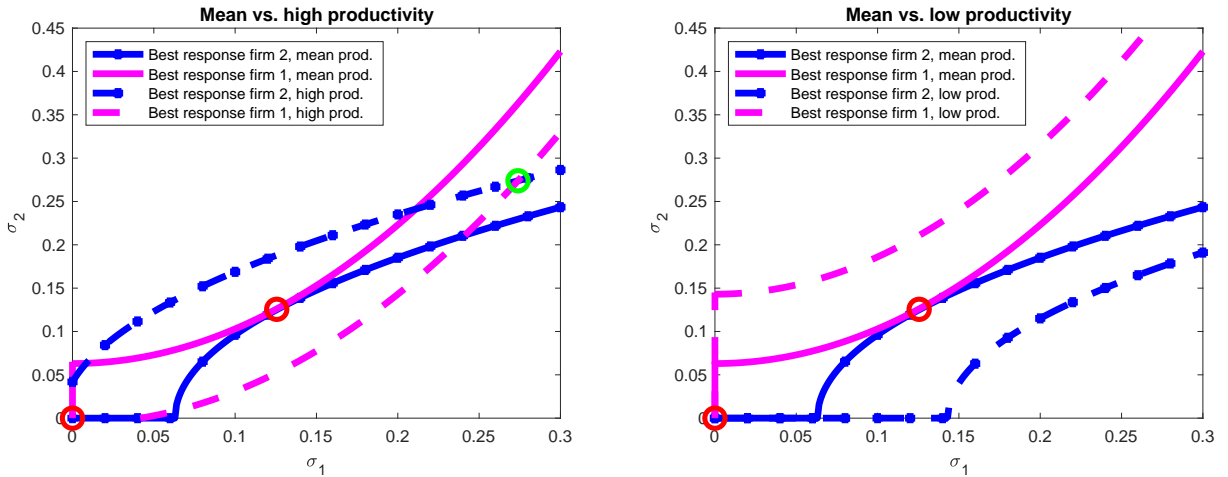 Mean vs. high productivity
Best response firm 2, mean prod.
Best response firm 1, mean prod.
Best response firm 2, high prod.
Best response firm 1, high prod.
0.45
0.4
0.35
0.3
0.25
0.2
0.15
0.1
0.05
0
σ2
0 0.05 0.1 0.15 0.2 0.25 0.3
σ1
Mean vs. low productivity
Best response firm 2, mean prod.
Best response firm 1, mean prod.
Best response firm 2, low prod.
Best response firm 1, low prod.
0.45
0.4
0.35
0.3
0.25
0.2
0.15
0.1
0.05
0
σ2
0 0.05 0.1 0.15 0.2 0.25 0.3
σ1